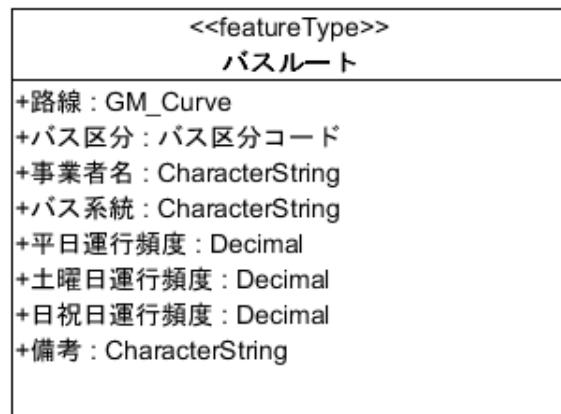 <<featureType>>
バスルート
+路線 : GM_Curve
+バス区分 : バス区分コード
+事業者名 : CharacterString
+バス系統 : CharacterString
+平日運行頻度 : Decimal
+土曜日運行頻度 : Decimal
+日祝日運行頻度 : Decimal
+備考 : CharacterString